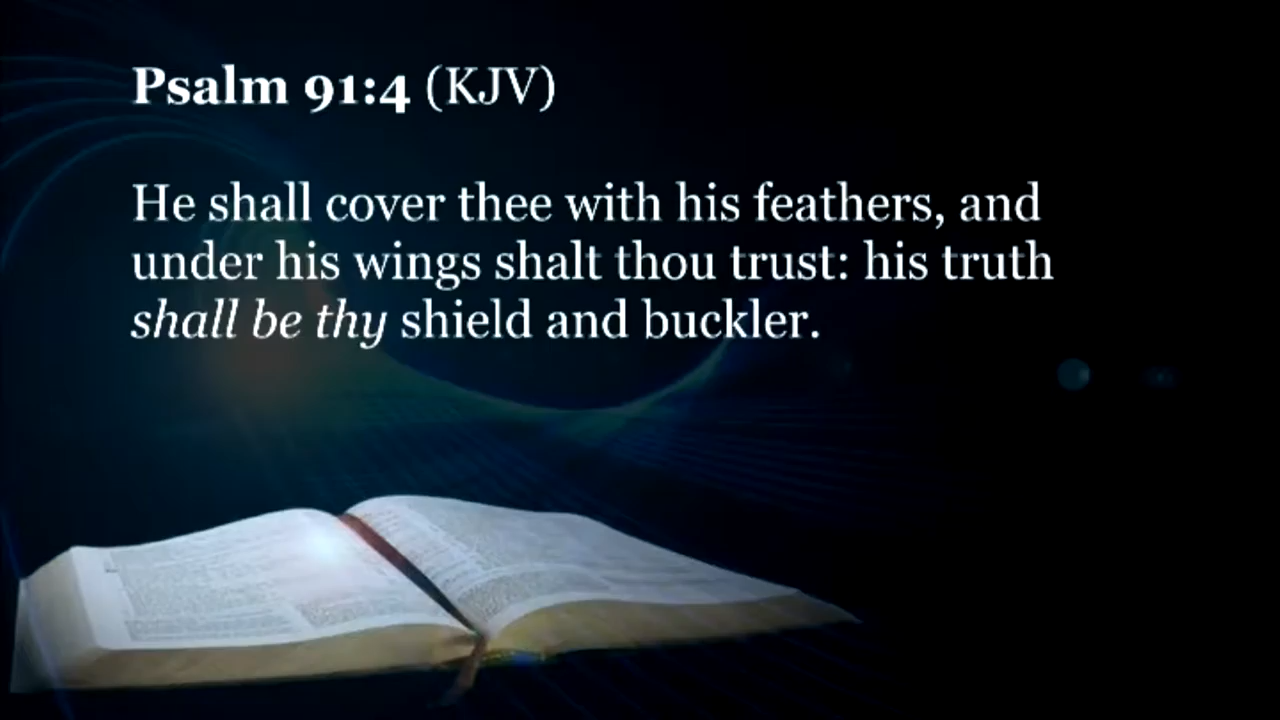 Psalm 91:4 (KJV)
He shall cover thee with his feathers, and
under his wings shalt thou trust: his truth
shall be thy shield and buckler.